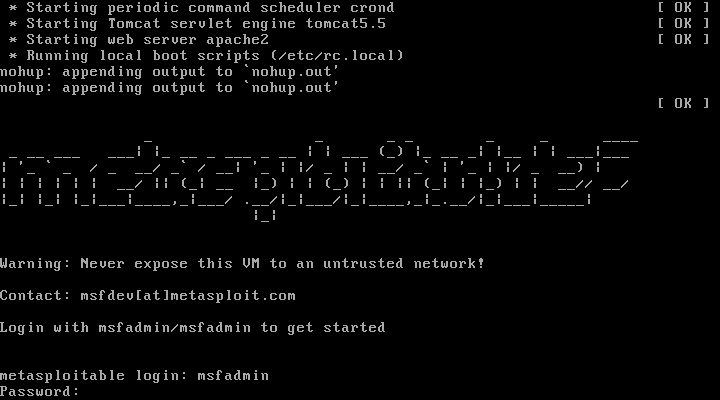 * Starting periodic command scheduler crond [ OK ]
* Starting Tomcat servlet engine tomcat5.5 [ OK ]
* Starting web server apache2 [ OK ]
* Running local boot scripts (/etc/rc.local)
nohup: appending output to `nohup.out'
nohup: appending output to `nohup.out'
[ OK ]
metasploitable2
Warning: Never expose this VM to an untrusted network!
Contact: msfdev[at]metasploit.com
Login with msfadmin/msfadmin to get started
metasploitable login: msfadmin
Password: